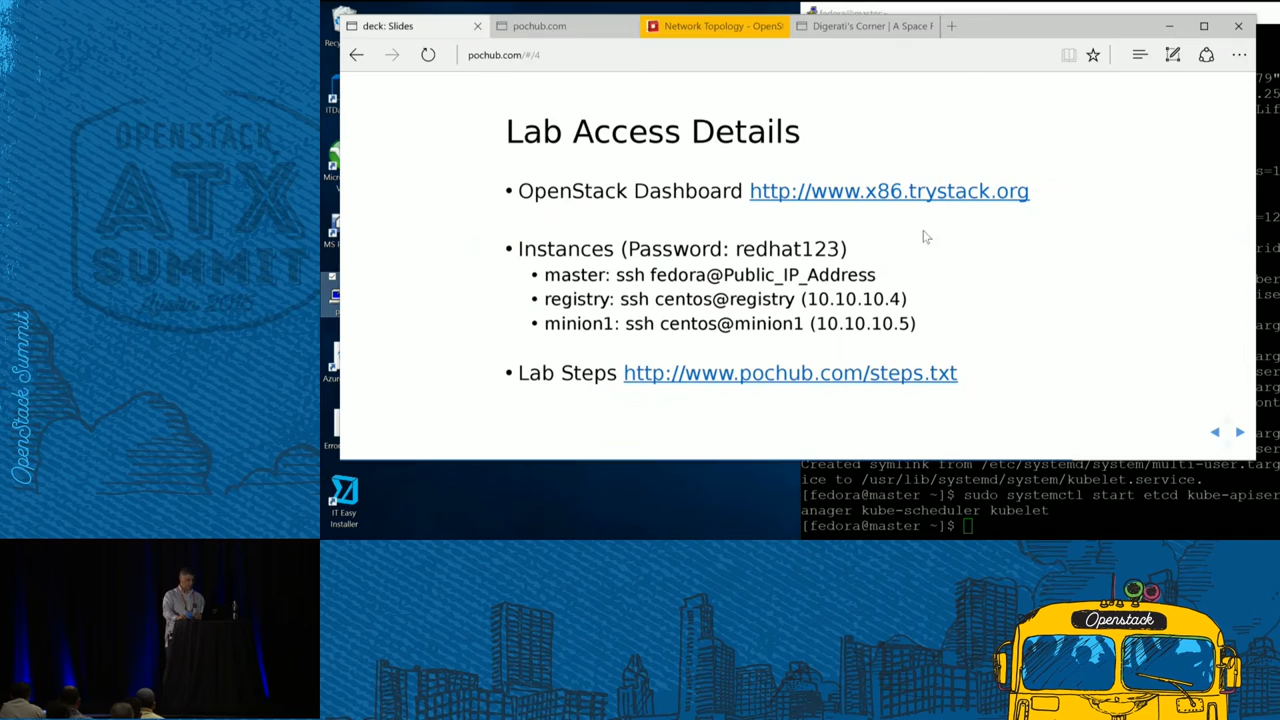 deck: Slides
pochub.com
Network Topology - OpenS
Digerati's Corner | A Space F
pochub.com/#/4
Lab Access Details
• OpenStack Dashboard http://www.x86.trystack.org
• Instances (Password: redhat123)
• master: ssh fedora@Public_IP_Address
• registry: ssh centos@registry (10.10.10.4)
• minion1: ssh centos@minion1 (10.10.10.5)
• Lab Steps http://www.pochub.com/steps.txt
Created symlink from /etc/systemd/system/multi-user.targ
ice to /usr/lib/systemd/system/kubelet.service.
[fedora@master ~]$ sudo systemctl start etcd kube-apiser
anager kube-scheduler kubelet
[fedora@master ~]$
IT Easy
Installer
OPENSTACK
ATX
SUMMIT
OpenStack Summit
Openstack